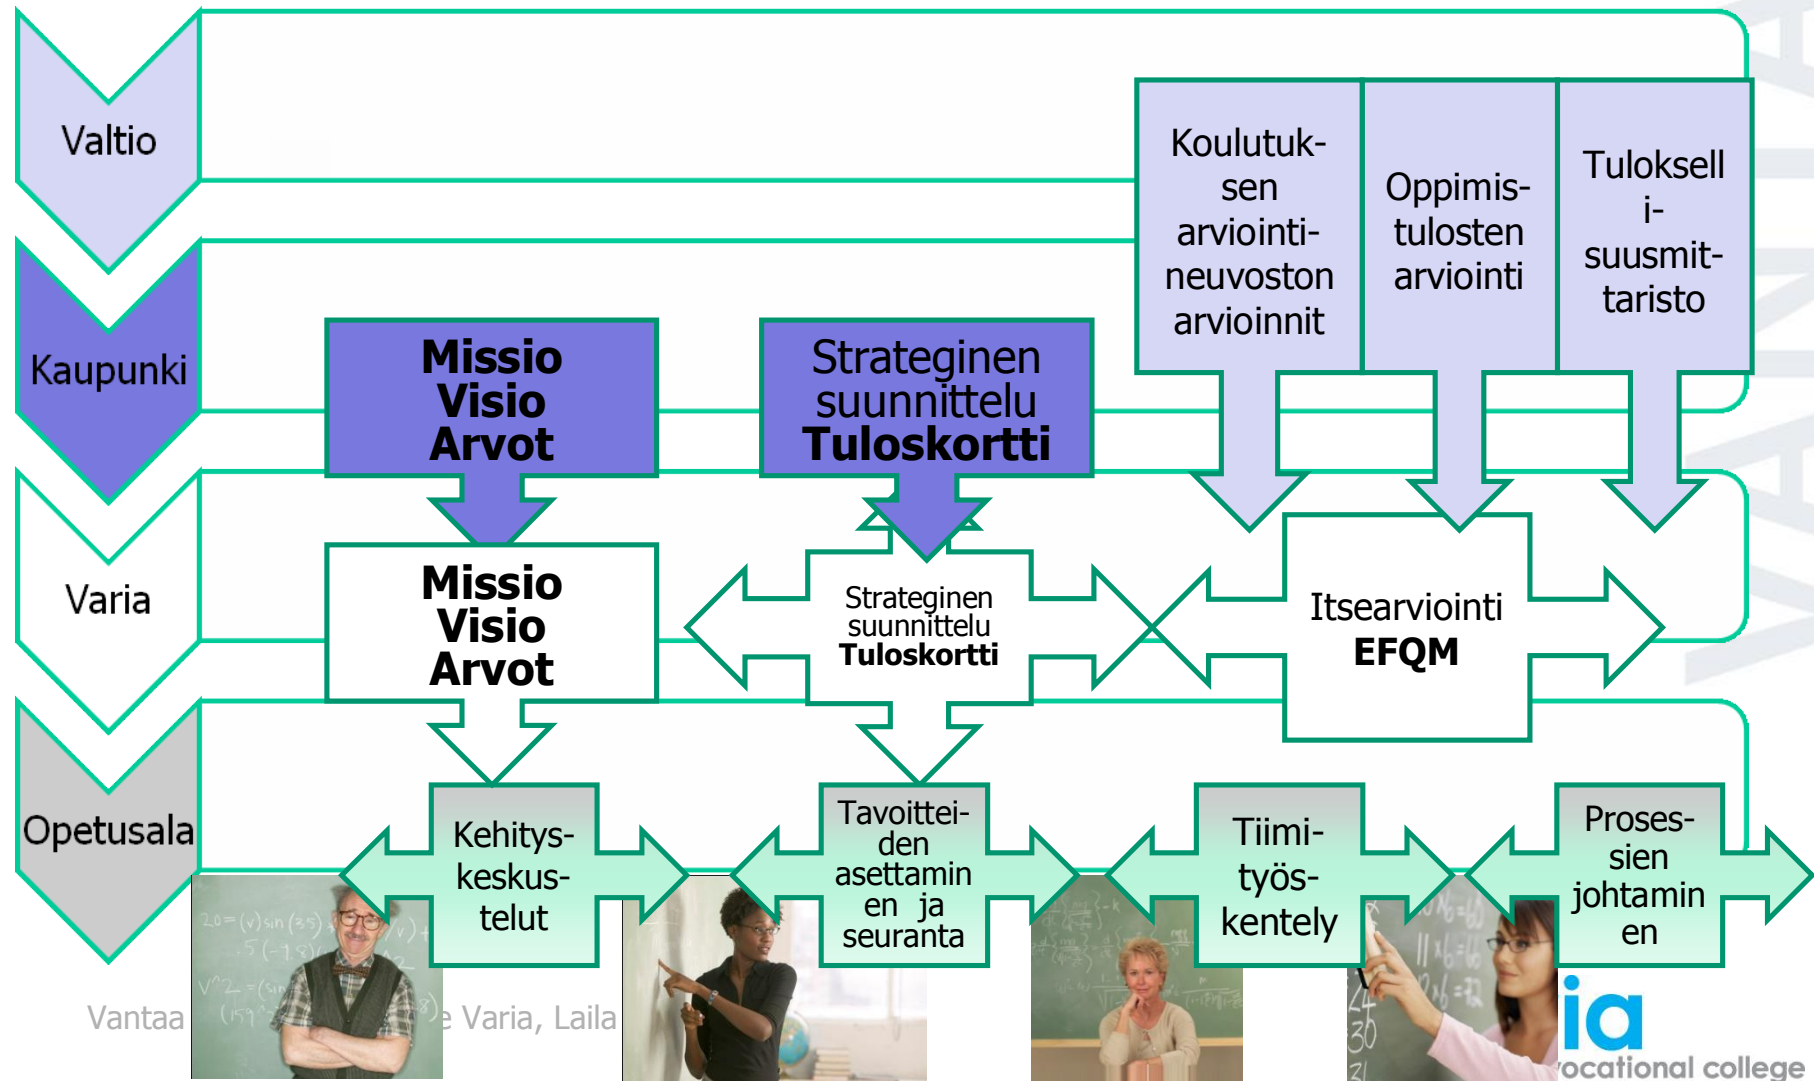 Valtio
Koulutuk-
sen
arviointi-
neuvoston
arvioinnit
Oppimis-
tulosten
arviointi
Tuloksell
i-
suusmit-
taristo
Kaupunki
Missio
Visio
Arvot
Strateginen
suunnittelu
Tuloskortti
Varia
Missio
Visio
Arvot
Strateginen
suunnittelu
Tuloskortti
Itsearviointi
EFQM
Opetusala
Kehitys-
keskus-
telut
Tavoittei-
den
asettamin
en ja
seuranta
Tiimi-
työs-
kentely
Proses-
sien
johtamin
en
Vantaa
e Varia, Laila
ia
vocational college